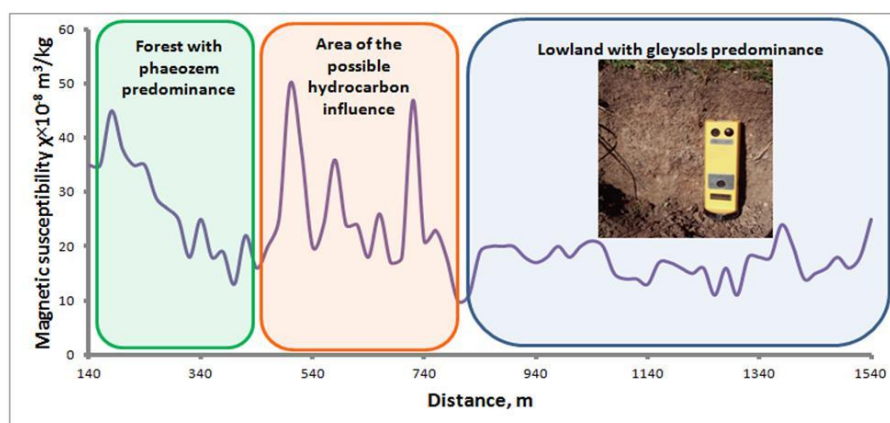 Magnetic susceptibility χ×10⁻⁸ m³/kg
60
50
40
30
20
10
0
Forest with
phaeozem
predominance
Area of the
possible
hydrocarbon
influence
Lowland with gleysols predominance
140
340
540
740
940
1140
1340
1540
Distance, m